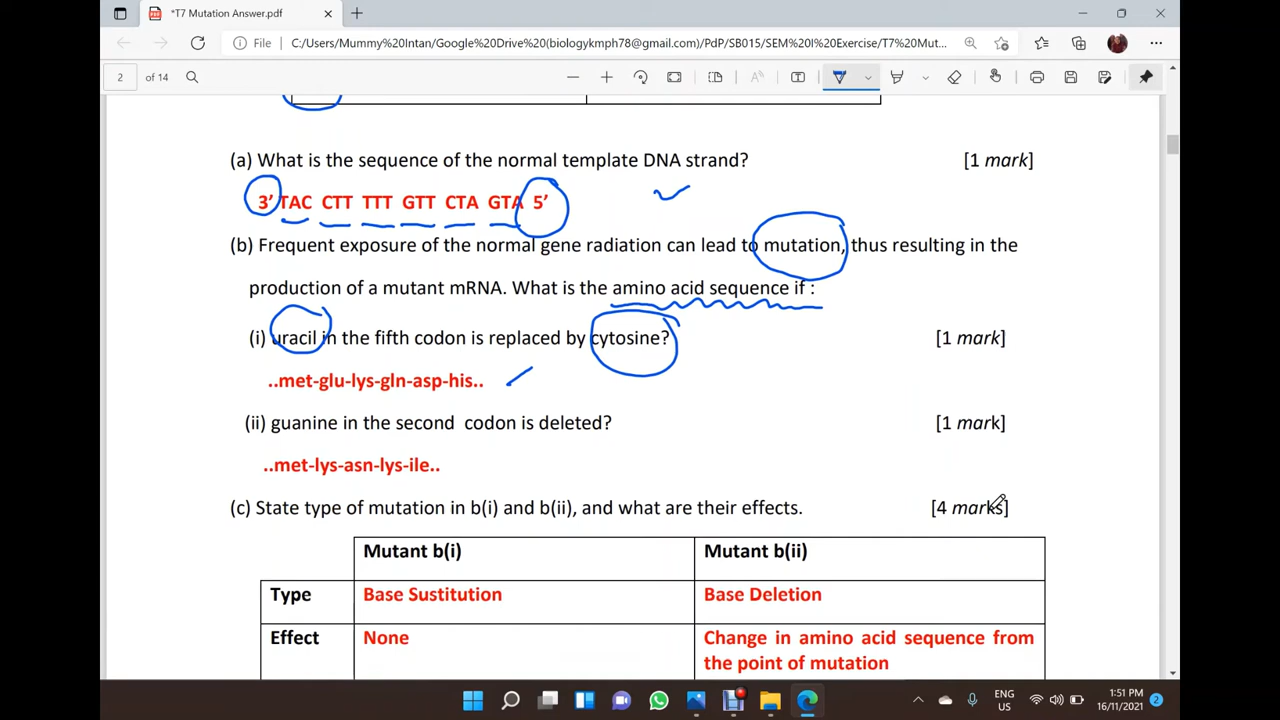 *T7 Mutation Answer.pdf
File C:/Users/Mummy%20Intan/Google%20Drive%20(biologykmph78@gmail.com)/PdP/SB015/SEM%20I%20Exercise/T7%20Mut...
2 of 14
(a) What is the sequence of the normal template DNA strand? [1 mark]
3’ TAC CTT TTT GTT CTA GTA 5’
(b) Frequent exposure of the normal gene radiation can lead to mutation, thus resulting in the
production of a mutant mRNA. What is the amino acid sequence if :
(i) uracil in the fifth codon is replaced by cytosine? [1 mark]
..met-glu-lys-gln-asp-his..
(ii) guanine in the second codon is deleted? [1 mark]
..met-lys-asn-lys-ile..
(c) State type of mutation in b(i) and b(ii), and what are their effects. [4 marks]
Mutant b(i) Mutant b(ii)
Type Base Sustitution Base Deletion
Effect None Change in amino acid sequence from
the point of mutation
ENG
US
1:51 PM
16/11/2021
2